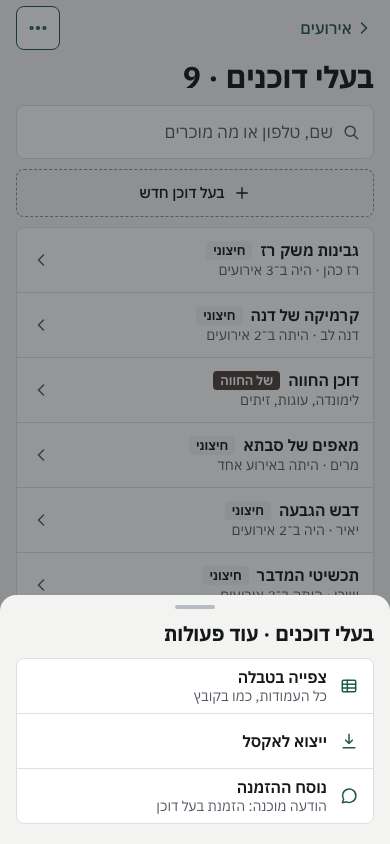 אירועים
בעלי דוכנים · 9
שם, טלפון או מה מוכרים
+ בעל דוכן חדש
גבינות משק רז חיצוני
רז כהן · היה ב־3 אירועים
קרמיקה של דנה חיצוני
דנה לב · היתה ב־2 אירועים
דוכן החווה של החווה
לימונדה, עוגות, זיתים
מאפים של סבתא חיצוני
מרים · היתה באירוע אחד
דבש הגבעה חיצוני
יאיר · היה ב־2 אירועים
תכשיטי המדבר חיצוני
בעלי דוכנים · עוד פעולות
צפייה בטבלה
כל העמודות, כמו בקובץ
ייצוא לאקסל
נוסח ההזמנה
הודעה מוכנה: הזמנת בעל דוכן